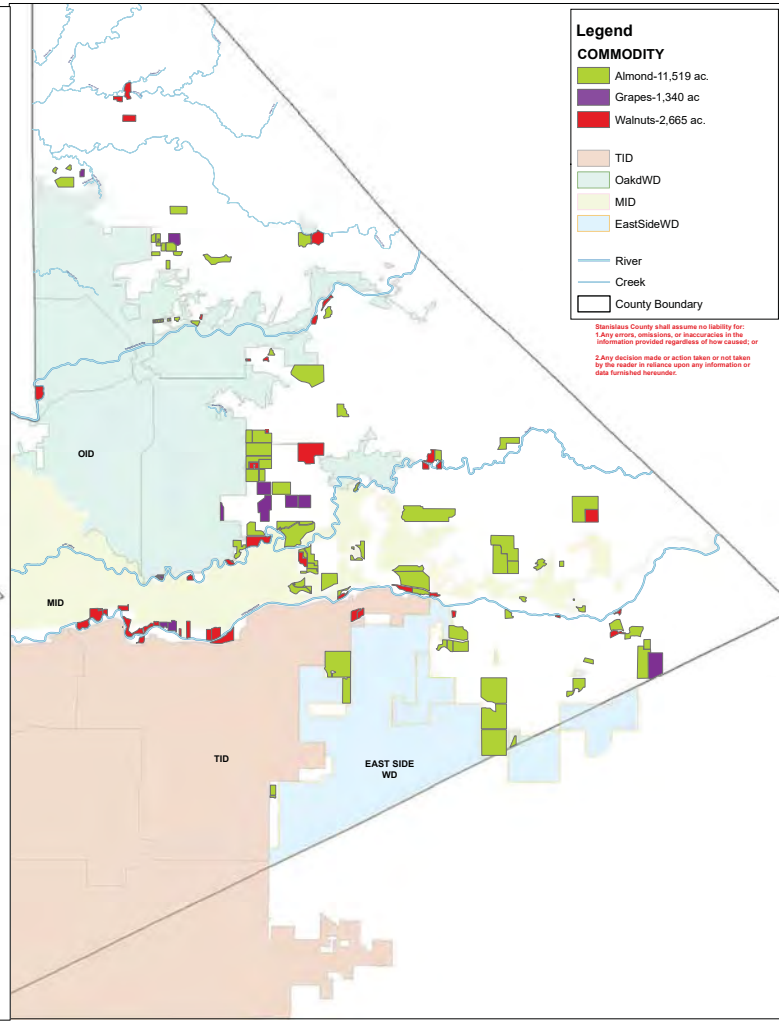 Legend
COMMODITY
Almond-11,519 ac.
Grapes-1,340 ac
Walnuts-2,665 ac.
TID
OakdWD
MID
EastSideWD
River
Creek
County Boundary
Stanislaus County shall assume no liability for:
1.Any errors, omissions, or inaccuracies in the
information provided regardless of how caused; or
2.Any decision made or action taken or not taken
by the reader in reliance upon any information or
data furnished hereunder.
OID
MID
TID
EAST SIDE
WD